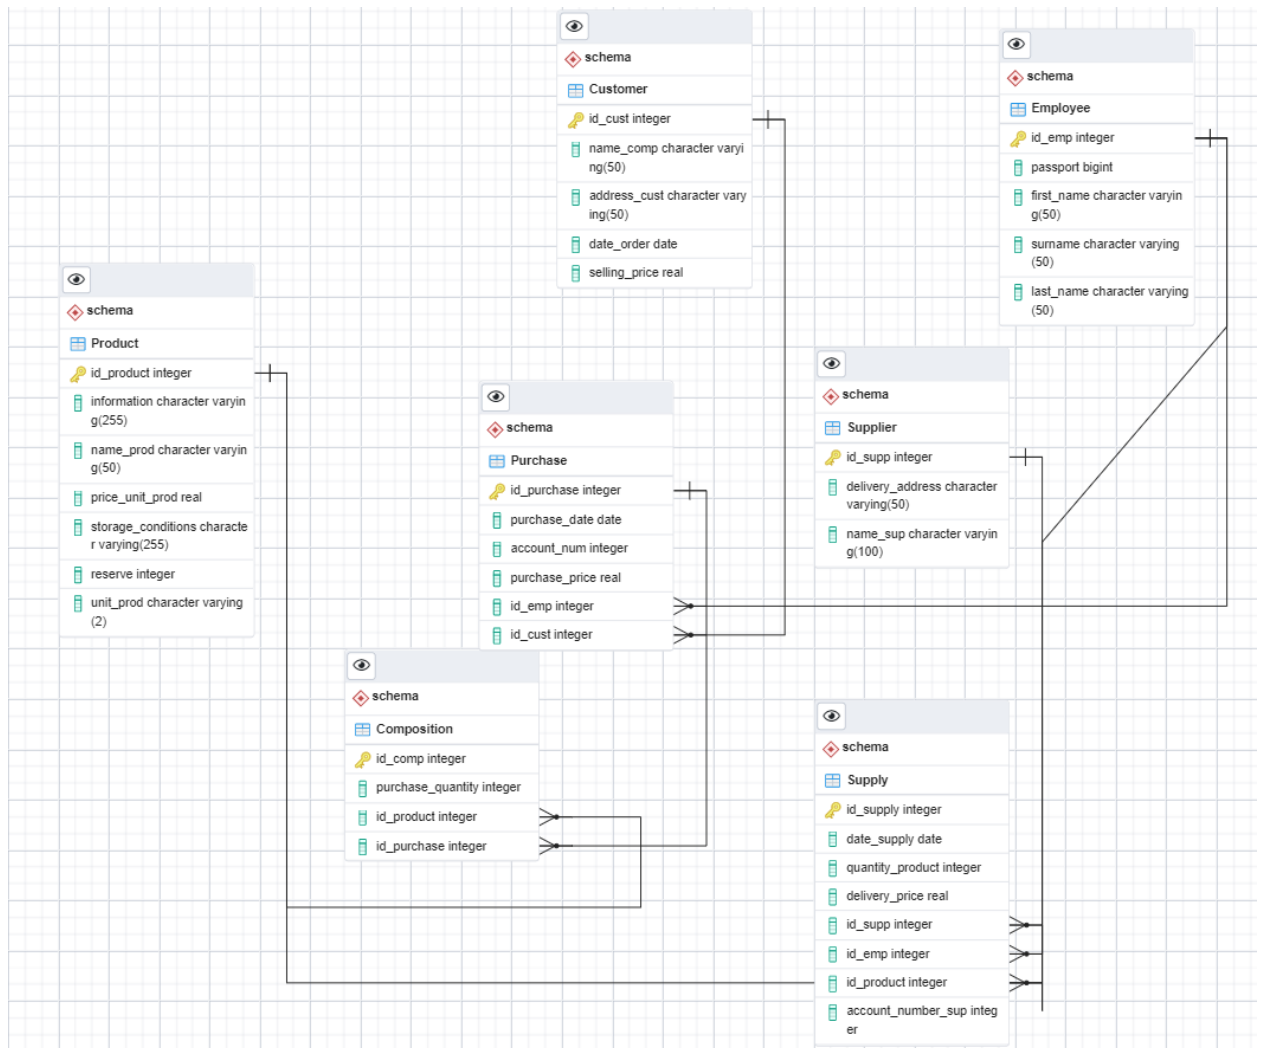 schema
Customer
id_cust integer
name_comp character varyi
ng(50)
address_cust character vary
ing(50)
date_order date
selling_price real
schema
Employee
id_emp integer
passport bigint
first_name character varyin
g(50)
surname character varying
(50)
last_name character varying
(50)
schema
Product
id_product integer
information character varyin
g(255)
name_prod character varyin
g(50)
price_unit_prod real
storage_conditions characte
r varying(255)
reserve integer
unit_prod character varying
(2)
schema
Purchase
id_purchase integer
purchase_date date
account_num integer
purchase_price real
id_emp integer
id_cust integer
schema
Supplier
id_supp integer
delivery_address character
varying(50)
name_sup character varyin
g(100)
schema
Composition
id_comp integer
purchase_quantity integer
id_product integer
id_purchase integer
schema
Supply
id_supply integer
date_supply date
quantity_product integer
delivery_price real
id_supp integer
id_emp integer
id_product integer
account_number_sup integ
er